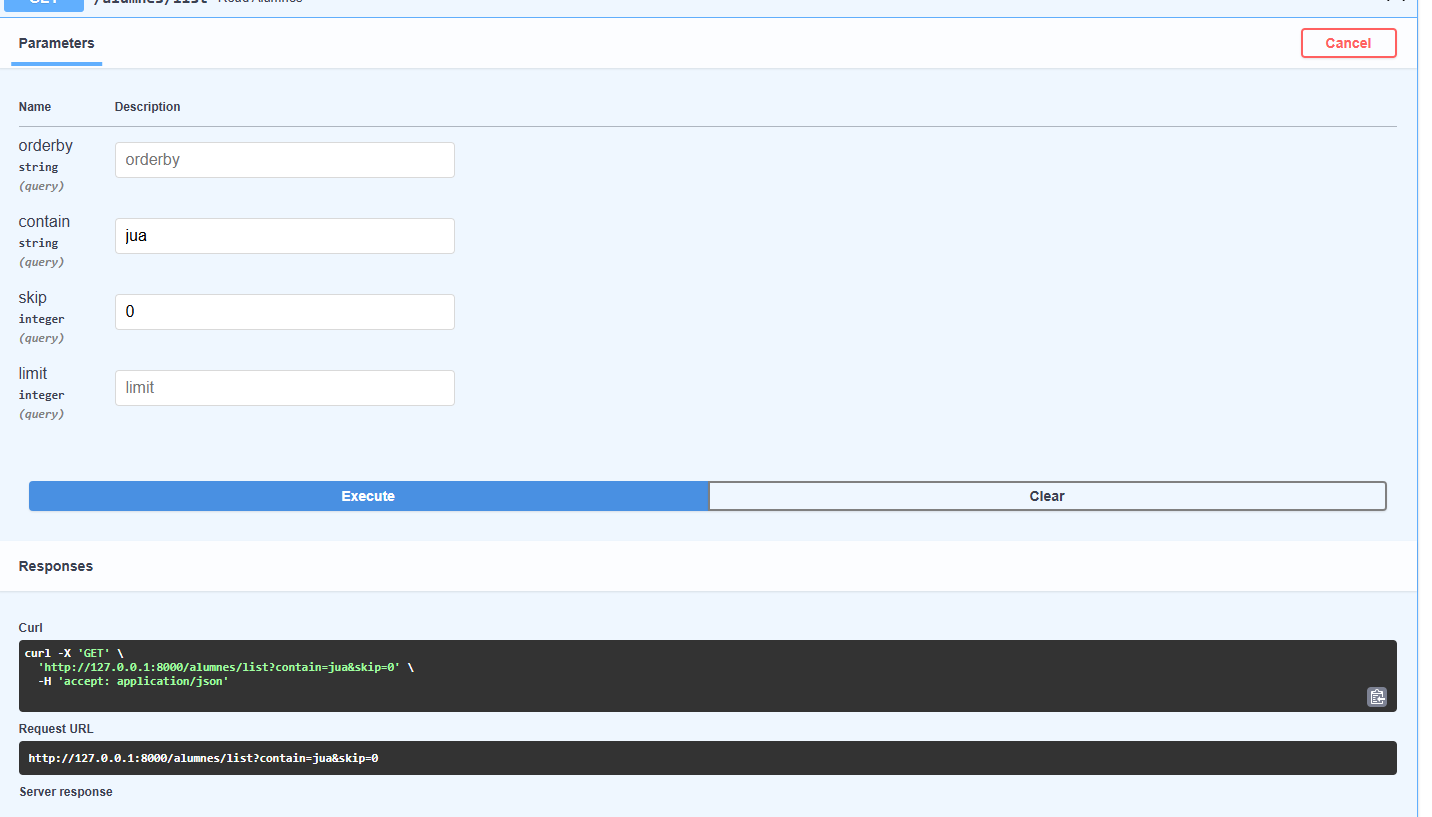 /alumnes/list Read Alumnes
Parameters
Cancel
Name Description
orderby
string
(query)
orderby
contain
string
(query)
jua
skip
integer
(query)
0
limit
integer
(query)
limit
Execute
Clear
Responses
Curl
curl -X 'GET' \
'http://127.0.0.1:8000/alumnes/list?contain=jua&skip=0' \
-H 'accept: application/json'
Request URL
http://127.0.0.1:8000/alumnes/list?contain=jua&skip=0
Server response